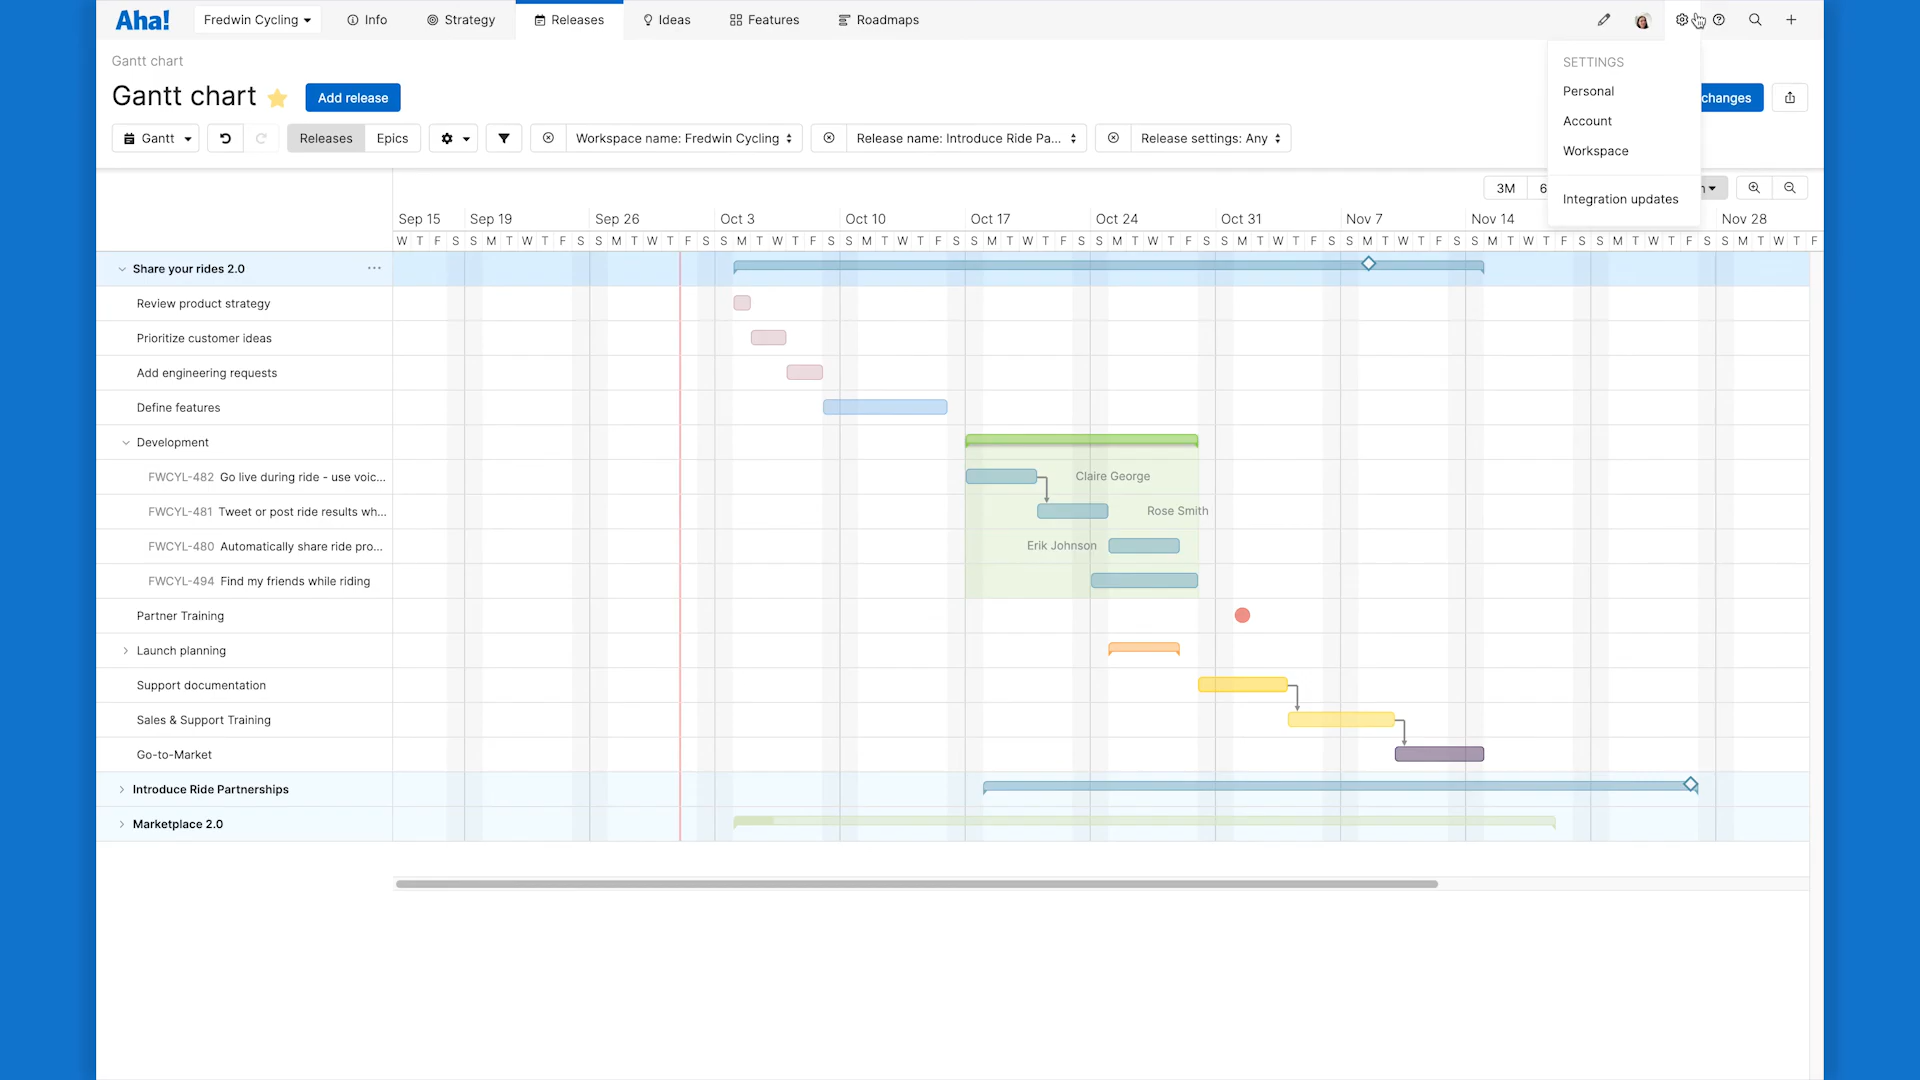 Aha! Fredwin Cycling Info Strategy Releases Ideas Features Roadmaps
Gantt chart
Gantt chart Add release changes
SETTINGS
Personal
Account
Workspace
Integration updates
Gantt Releases Epics Workspace name: Fredwin Cycling Release name: Introduce Ride Pa... Release settings: Any
3M 6
Sep 15 Sep 19 Sep 26 Oct 3 Oct 10 Oct 17 Oct 24 Oct 31 Nov 7 Nov 14 Nov 28
W T F S S M T W T F S S M T W T F S S M T W T F S S M T W T F S S M T W T F S S M T W T F S S M T W T F S S M T W T F S S M T W T F S S M T W T F S S M T W T F
Share your rides 2.0
Review product strategy
Prioritize customer ideas
Add engineering requests
Define features
Development
FWCYL-482 Go live during ride - use voic... Claire George
FWCYL-481 Tweet or post ride results wh... Rose Smith
FWCYL-480 Automatically share ride pro... Erik Johnson
FWCYL-494 Find my friends while riding
Partner Training
Launch planning
Support documentation
Sales & Support Training
Go-to-Market
Introduce Ride Partnerships
Marketplace 2.0